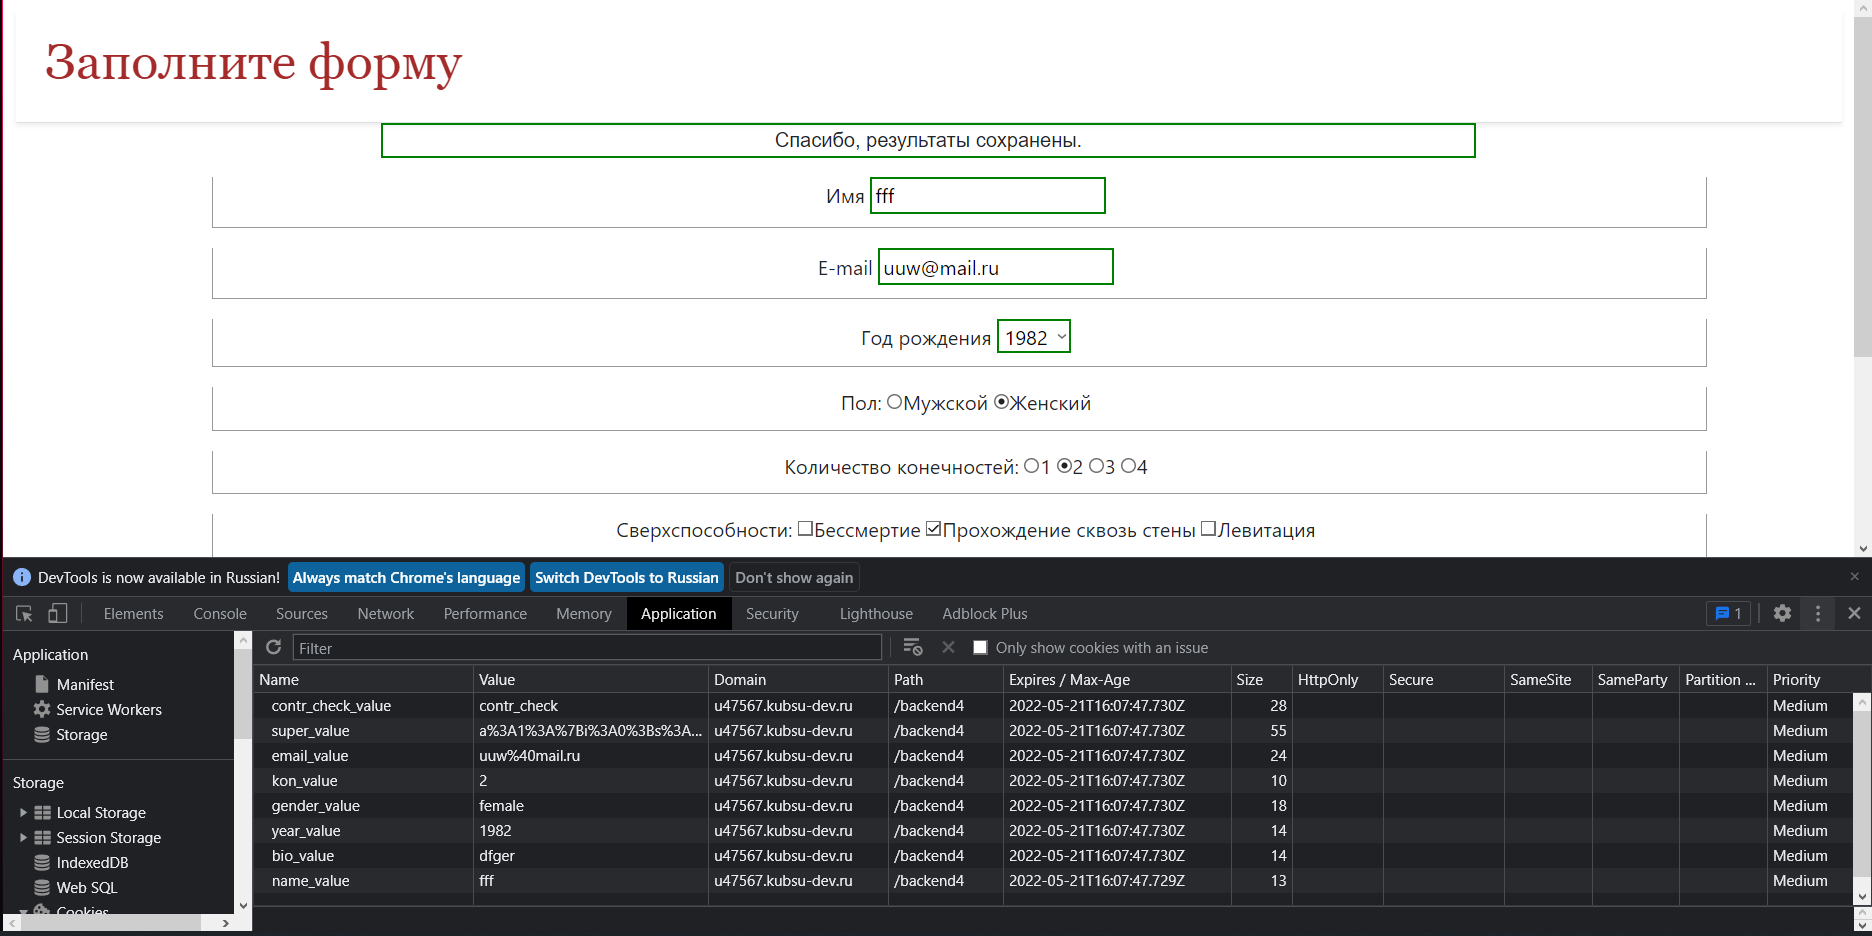 Заполните форму
Спасибо, результаты сохранены.
Имя fff
E-mail uuw@mail.ru
Год рождения 1982
Пол: Мужской Женский
Количество конечностей: 1 2 3 4
Сверхспособности: Бессмертие Прохождение сквозь стены Левитация
DevTools is now available in Russian! Always match Chrome's language Switch DevTools to Russian Don't show again
Elements Console Sources Network Performance Memory Application Security Lighthouse Adblock Plus 1
Application
Manifest
Service Workers
Storage
Storage
Local Storage
Session Storage
IndexedDB
Web SQL
Cookies
Filter Only show cookies with an issue
Name Value Domain Path Expires / Max-Age Size HttpOnly Secure SameSite SameParty Partition ... Priority
contr_check_value contr_check u47567.kubsu-dev.ru /backend4 2022-05-21T16:07:47.730Z 28 Medium
super_value a%3A1%3A%7Bi%3A0%3Bs%3A... u47567.kubsu-dev.ru /backend4 2022-05-21T16:07:47.730Z 55 Medium
email_value uuw%40mail.ru u47567.kubsu-dev.ru /backend4 2022-05-21T16:07:47.730Z 24 Medium
kon_value 2 u47567.kubsu-dev.ru /backend4 2022-05-21T16:07:47.730Z 10 Medium
gender_value female u47567.kubsu-dev.ru /backend4 2022-05-21T16:07:47.730Z 18 Medium
year_value 1982 u47567.kubsu-dev.ru /backend4 2022-05-21T16:07:47.730Z 14 Medium
bio_value dfger u47567.kubsu-dev.ru /backend4 2022-05-21T16:07:47.730Z 14 Medium
name_value fff u47567.kubsu-dev.ru /backend4 2022-05-21T16:07:47.729Z 13 Medium